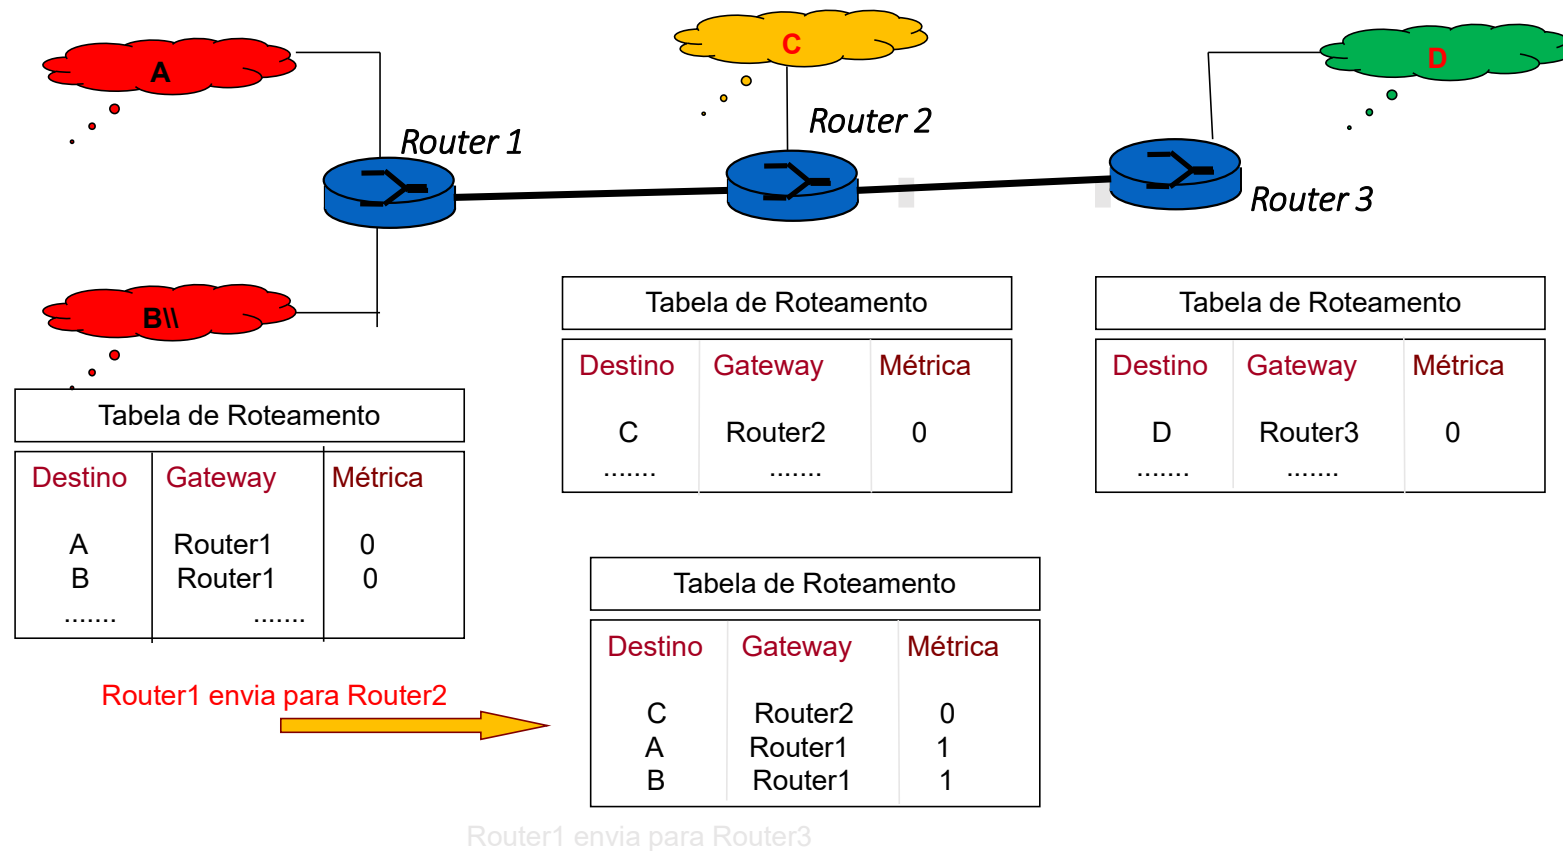 A
C
D
Router 1
Router 2
Router 3
B\\
Tabela de Roteamento
Destino Gateway Métrica
C Router2 0
....... .......
Tabela de Roteamento
Destino Gateway Métrica
D Router3 0
....... .......
Tabela de Roteamento
Destino Gateway Métrica
A Router1 0
B Router1 0
....... .......
Router1 envia para Router2
Tabela de Roteamento
Destino Gateway Métrica
C Router2 0
A Router1 1
B Router1 1
Router1 envia para Router3